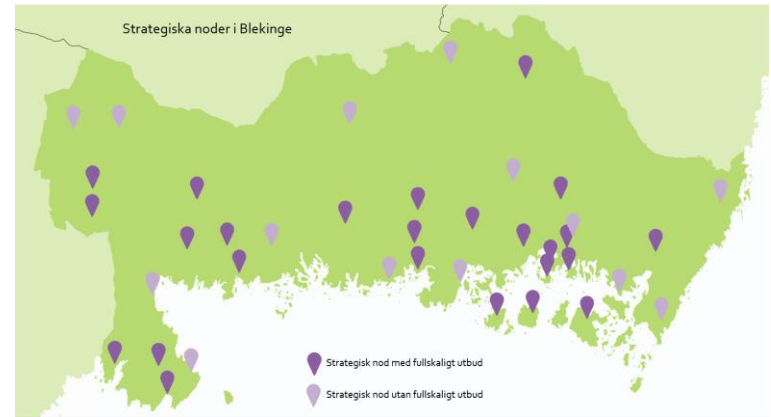 Strategiska noder i Blekinge
Strategisk nod med fullskaligt utbud
Strategisk nod utan fullskaligt utbud